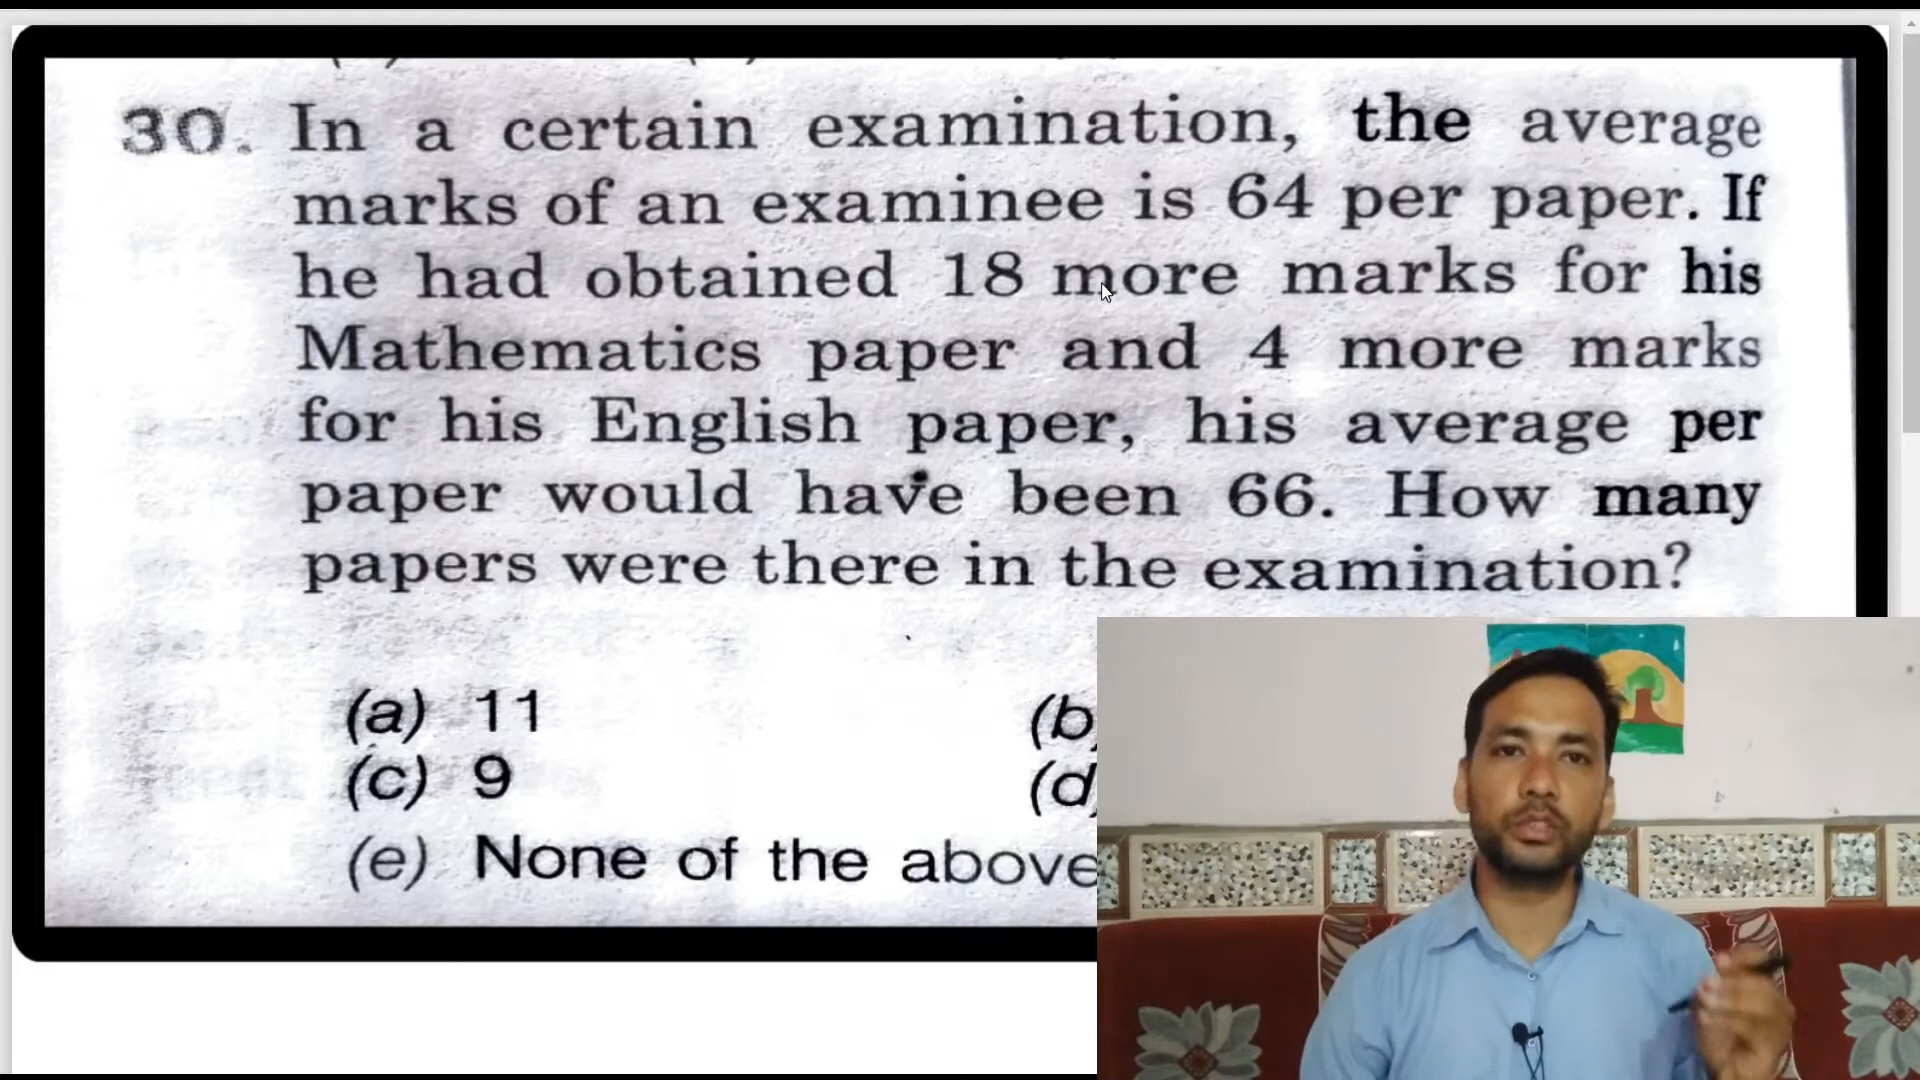 30. In a certain examination, the average
marks of an examinee is 64 per paper. If
he had obtained 18 more marks for his
Mathematics paper and 4 more marks
for his English paper, his average per
paper would have been 66. How many
papers were there in the examination?
(a) 11 (b)
(c) 9 (d)
(e) None of the above